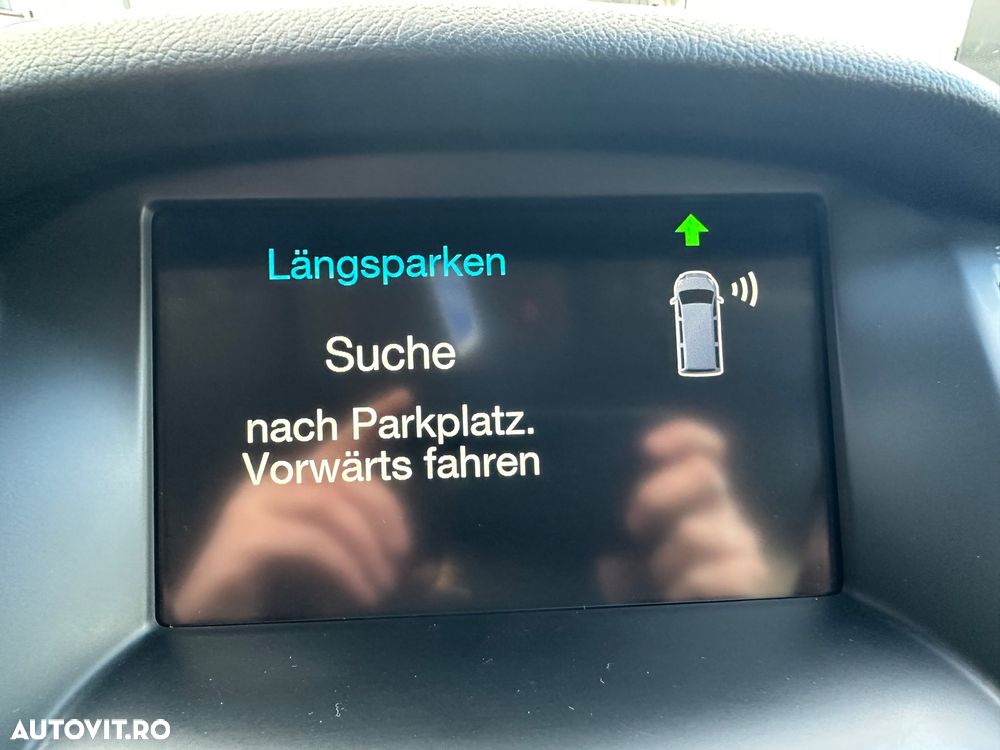 Längsparken
Suche
nach Parkplatz.
Vorwärts fahren
AUTOVIT.RO